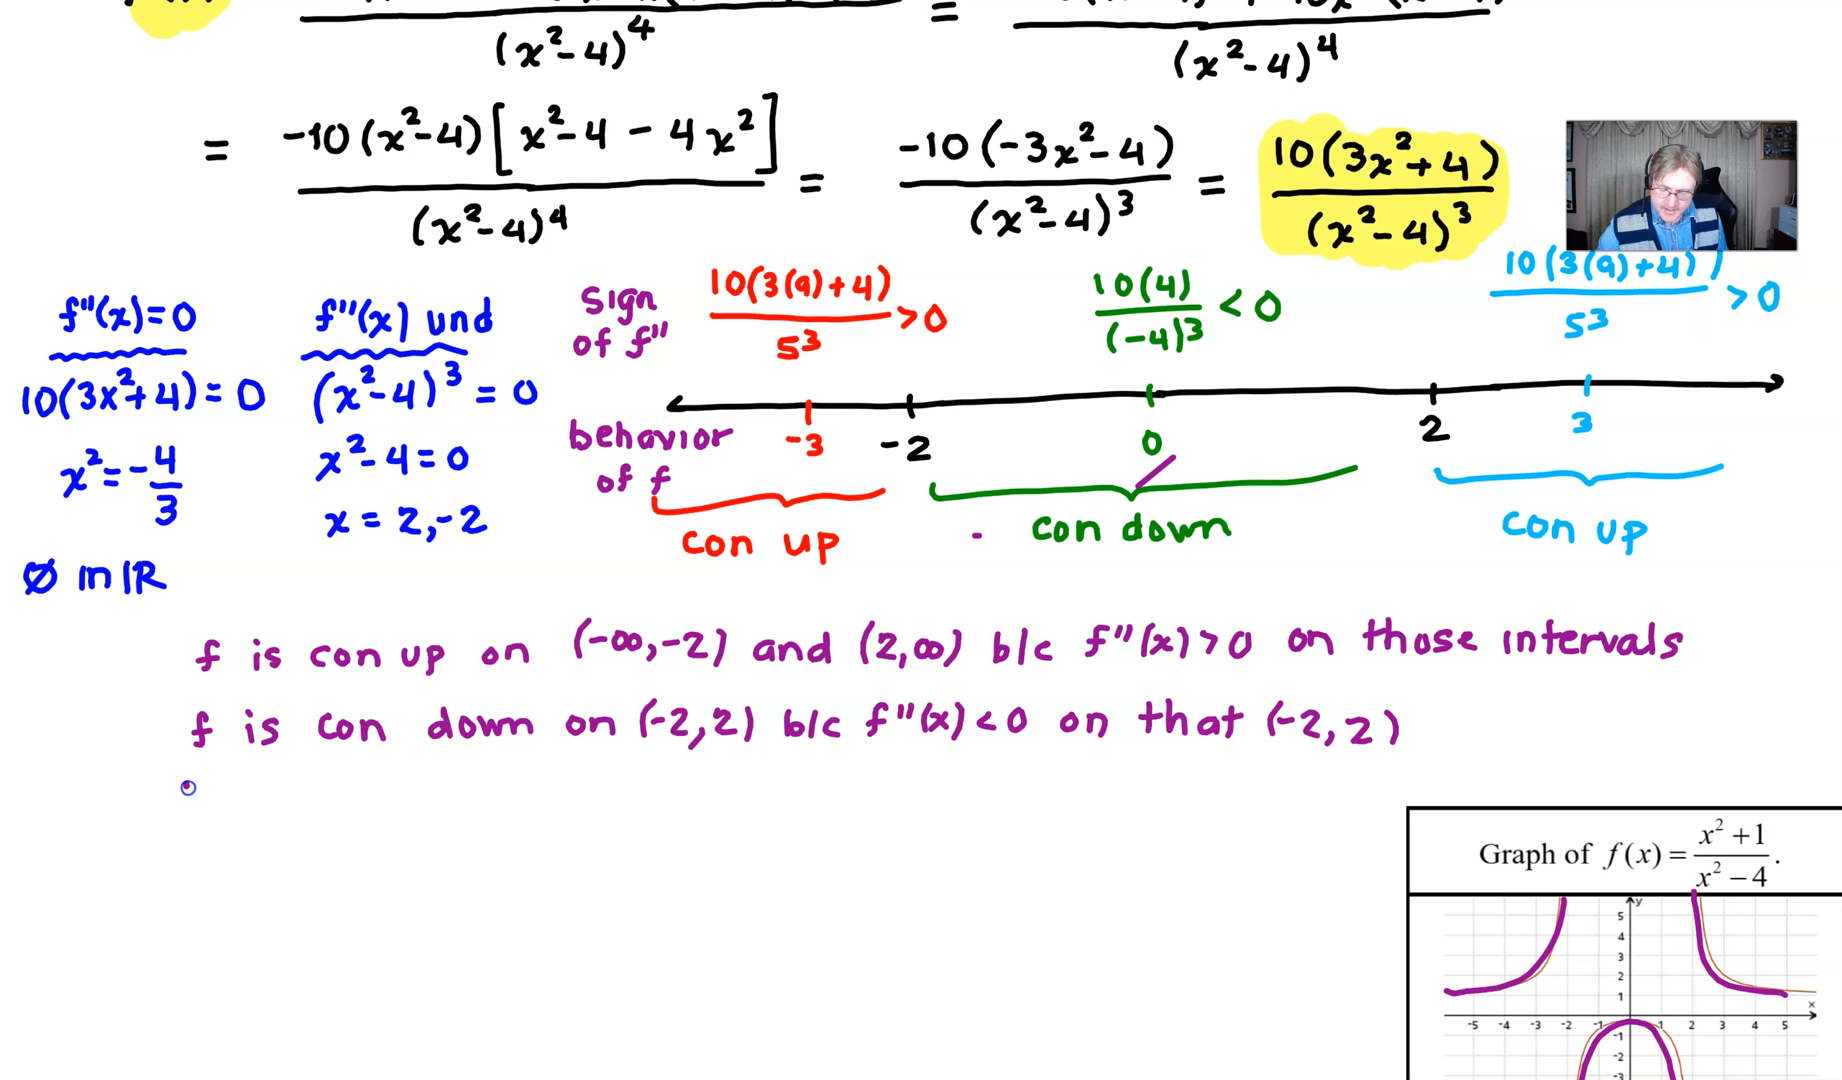 (x²-4)⁴ = (x²-4)⁴
= -10(x²-4)[x²-4 - 4x²] / (x²-4)⁴ = -10(-3x²-4) / (x²-4)³ = 10(3x²+4) / (x²-4)³
f''(x)=0
10(3x²+4)=0
x²=-4/3
Ø in IR
f''(x) und
(x²-4)³=0
x²-4=0
x = 2,-2
Sign of f''
10(3(9)+4) / 5³ >0
10(4) / (-4)³ < 0
10(3(9)+4) / 5³ >0
-3 -2 0 2 3
behavior of f
con up con down con up
f is con up on (-∞,-2) and (2,∞) b/c f''(x)>0 on those intervals
f is con down on (-2,2) b/c f''(x)<0 on that (-2,2)
Graph of f(x) = x²+1 / x²-4 .
y
5
4
3
2
1
x
-5 -4 -3 -2 -1 1 2 3 4 5
-1
-2
-3